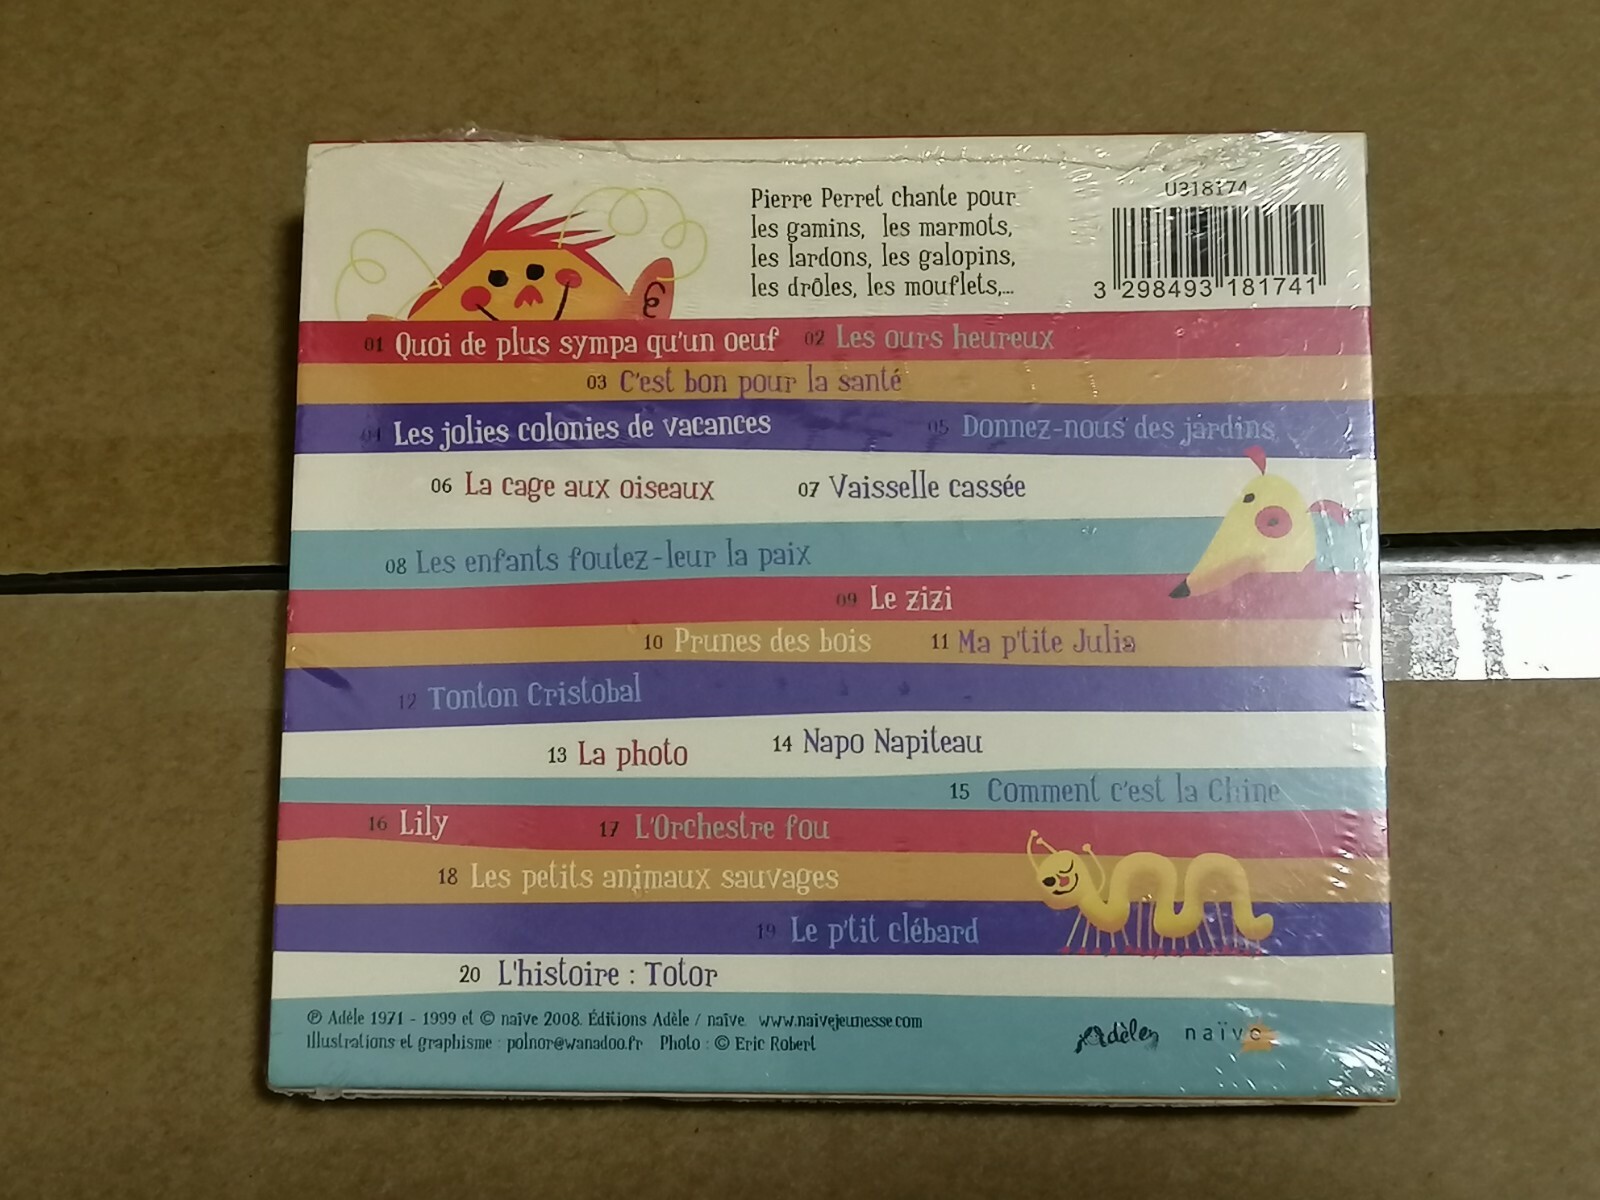 Pierre Perret chante pour
les gamins, les marmots,
les lardons, les galopins,
les drôles, les mouflets,...
U318174
3 298493 181741
01 Quoi de plus sympa qu'un oeuf 02 Les ours heureux
03 C'est bon pour la santé
04 Les jolies colonies de vacances 05 Donnez-nous des jardins
06 La cage aux oiseaux 07 Vaisselle cassée
08 Les enfants foutez-leur la paix
09 Le zizi
10 Prunes des bois 11 Ma p'tite Julia
12 Tonton Cristobal
13 La photo 14 Napo Napiteau
15 Comment c'est la Chine
16 Lily 17 L'Orchestre fou
18 Les petits animaux sauvages
19 Le p'tit clébard
20 L'histoire : Totor
℗ Adèle 1971 - 1999 et © naïve 2008. Éditions Adèle / naïve www.naivejeunesse.com
Illustrations et graphisme : polnor@wanadoo.fr Photo : © Eric Robert
Adèle
naïve